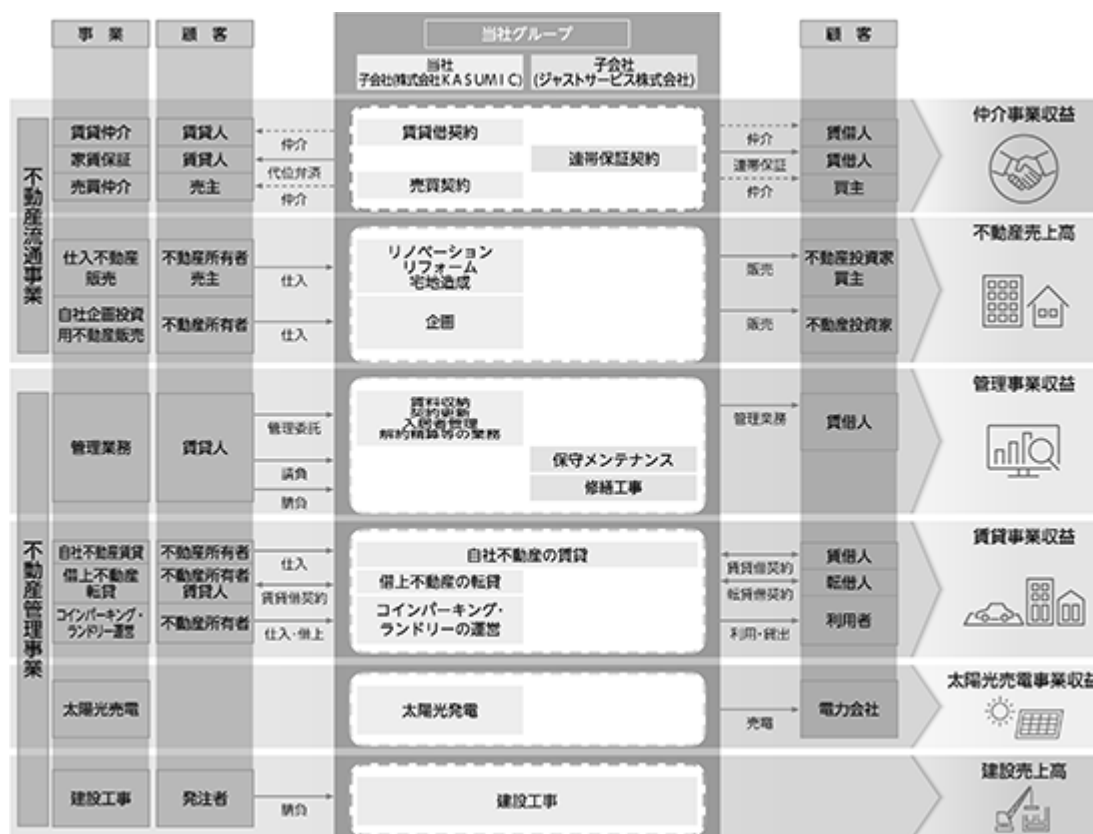 事業
顧客
当社グループ
当社
子会社(株式会社KASUMIC)
子会社
(ジャストサービス株式会社)
顧客
不動産流通事業
賃貸仲介
賃貸人
仲介
賃貸借契約
仲介
賃借人
家賃保証
賃貸人
代位弁済
連帯保証契約
連帯保証
賃借人
売買仲介
売主
仲介
売買契約
仲介
買主
仲介事業収益
仕入不動産
販売
不動産所有者
売主
仕入
リノベーション
リフォーム
宅地造成
販売
不動産投資家
買主
自社企画投資
用不動産販売
不動産所有者
仕入
企画
販売
不動産投資家
不動産売上高
不動産管理事業
管理業務
賃貸人
管理委託
請負
請負
賃料収納
契約更新
入居者管理
解約精算等の業務
保守メンテナンス
修繕工事
管理業務
賃借人
管理事業収益
自社不動産賃貸
不動産所有者
仕入
自社不動産の賃貸
賃貸借契約
賃借人
借上不動産
転貸
不動産所有者
賃貸人
賃貸借契約
借上不動産の転貸
転貸借契約
転借人
コインパーキング・
ランドリー運営
不動産所有者
仕入・借上
コインパーキング・
ランドリーの運営
利用・貸出
利用者
賃貸事業収益
太陽光売電
太陽光発電
売電
電力会社
太陽光売電事業収益
建設工事
発注者
請負
建設工事
建設売上高